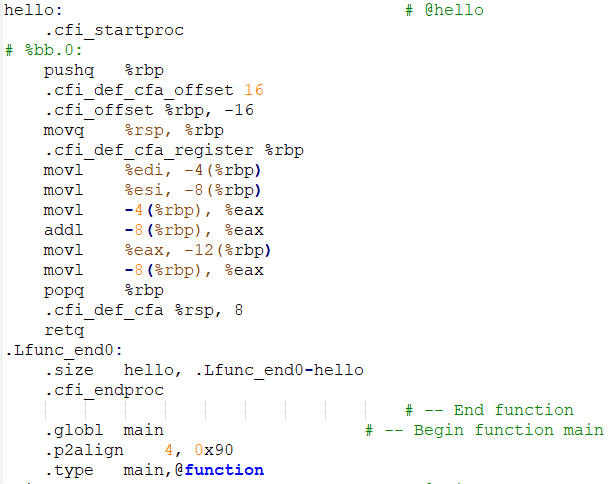 hello:                                  # @hello
    .cfi_startproc
# %bb.0:
    pushq   %rbp
    .cfi_def_cfa_offset 16
    .cfi_offset %rbp, -16
    movq    %rsp, %rbp
    .cfi_def_cfa_register %rbp
    movl    %edi, -4(%rbp)
    movl    %esi, -8(%rbp)
    movl    -4(%rbp), %eax
    addl    -8(%rbp), %eax
    movl    %eax, -12(%rbp)
    movl    -8(%rbp), %eax
    popq    %rbp
    .cfi_def_cfa %rsp, 8
    retq
.Lfunc_end0:
    .size   hello, .Lfunc_end0-hello
    .cfi_endproc
                                        # -- End function
    .globl  main                    # -- Begin function main
    .p2align    4, 0x90
    .type   main,@function